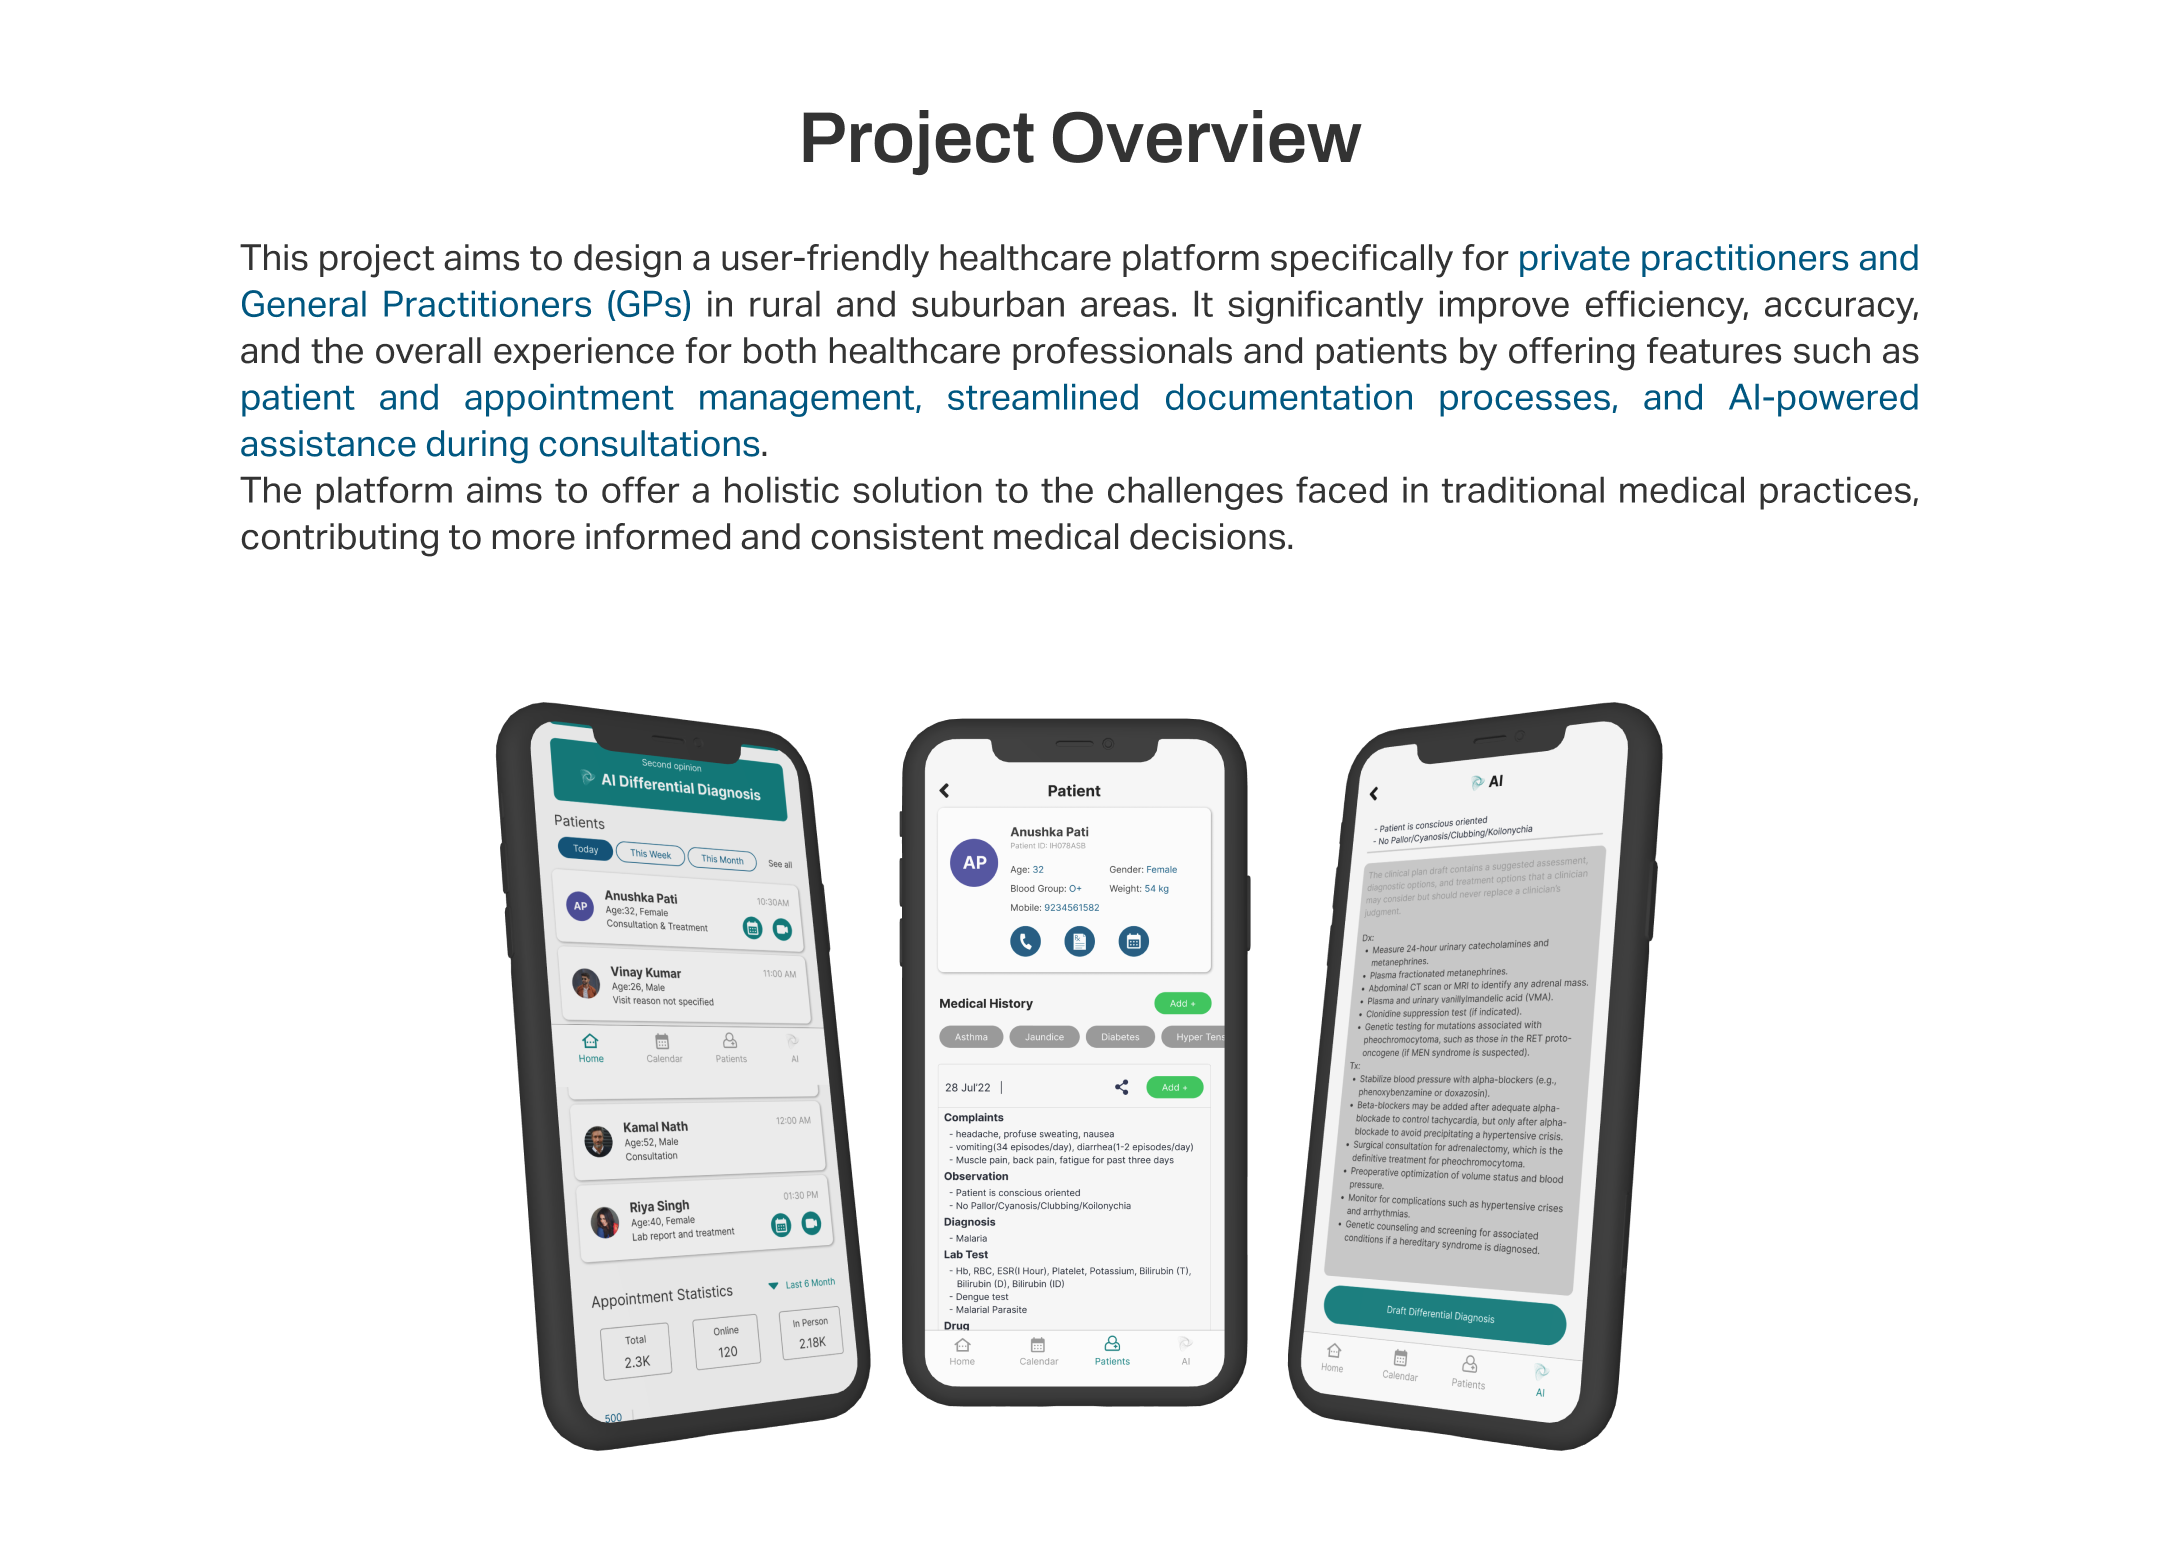 Project Overview
This project aims to design a user-friendly healthcare platform specifically for private practitioners and
General Practitioners (GPs) in rural and suburban areas. It significantly improve efficiency, accuracy,
and the overall experience for both healthcare professionals and patients by offering features such as
patient and appointment management, streamlined documentation processes, and AI-powered
assistance during consultations.
The platform aims to offer a holistic solution to the challenges faced in traditional medical practices,
contributing to more informed and consistent medical decisions.
Second opinion
AI Differential Diagnosis
Patients
Today This Week This Month See all
AP
Anushka Pati 10:30AM
Age:32, Female
Consultation & Treatment
Vinay Kumar 11:00 AM
Age:26, Male
Visit reason not specified
Home Calendar Patients AI
Kamal Nath 12:00 AM
Age:52, Male
Consultation
Riya Singh 01:30 PM
Age:40, Female
Lab report and treatment
Appointment Statistics Last 6 Month
Total Online In Person
2.3K 120 2.18K
500
Patient
AP
Anushka Pati
Patient ID: IH078ASB
Age: 32 Gender: Female
Blood Group: O+ Weight: 54 kg
Mobile: 9234561582
Medical History Add +
Asthma Jaundice Diabetes Hyper Tens
28 Jul'22 | Add +
Complaints
- headache, profuse sweating, nausea
- vomiting(34 episodes/day), diarrhea(1-2 episodes/day)
- Muscle pain, back pain, fatigue for past three days
Observation
- Patient is conscious oriented
- No Pallor/Cyanosis/Clubbing/Koilonychia
Diagnosis
- Malaria
Lab Test
- Hb, RBC, ESR(I Hour), Platelet, Potassium, Bilirubin (T),
Bilirubin (D), Bilirubin (ID)
- Dengue test
- Malarial Parasite
Drug
Home Calendar Patients AI
AI
- Patient is conscious oriented
- No Pallor/Cyanosis/Clubbing/Koilonychia
The clinical plan draft contains a suggested assessment,
diagnostic options, and treatment options that a clinician
may consider but should never replace a clinician's
judgment.
Dx:
• Measure 24-hour urinary catecholamines and
metanephrines.
• Plasma fractionated metanephrines.
• Abdominal CT scan or MRI to identify any adrenal mass.
• Plasma and urinary vanillylmandelic acid (VMA).
• Clonidine suppression test (if indicated).
• Genetic testing for mutations associated with
pheochromocytoma, such as those in the RET proto-
oncogene (if MEN syndrome is suspected).
Tx:
• Stabilize blood pressure with alpha-blockers (e.g.,
phenoxybenzamine or doxazosin).
• Beta-blockers may be added after adequate alpha-
blockade to control tachycardia, but only after alpha-
blockade to avoid precipitating a hypertensive crisis.
• Surgical consultation for adrenalectomy, which is the
definitive treatment for pheochromocytoma.
• Preoperative optimization of volume status and blood
pressure.
• Monitor for complications such as hypertensive crises
and arrhythmias.
• Genetic counseling and screening for associated
conditions if a hereditary syndrome is diagnosed.
Draft Differential Diagnosis
Home Calendar Patients AI